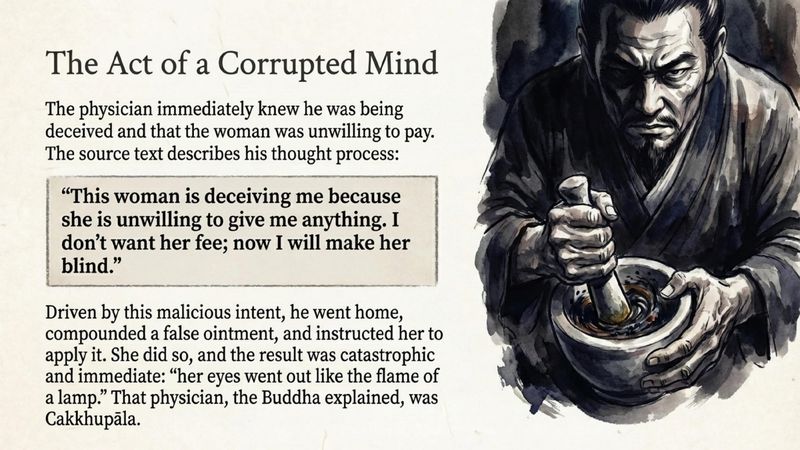 The Act of a Corrupted Mind
The physician immediately knew he was being
deceived and that the woman was unwilling to pay.
The source text describes his thought process:
“This woman is deceiving me because
she is unwilling to give me anything. I
don’t want her fee; now I will make her
blind.”
Driven by this malicious intent, he went home,
compounded a false ointment, and instructed her to
apply it. She did so, and the result was catastrophic
and immediate: “her eyes went out like the flame of
a lamp.” That physician, the Buddha explained, was
Cakkhupāla.